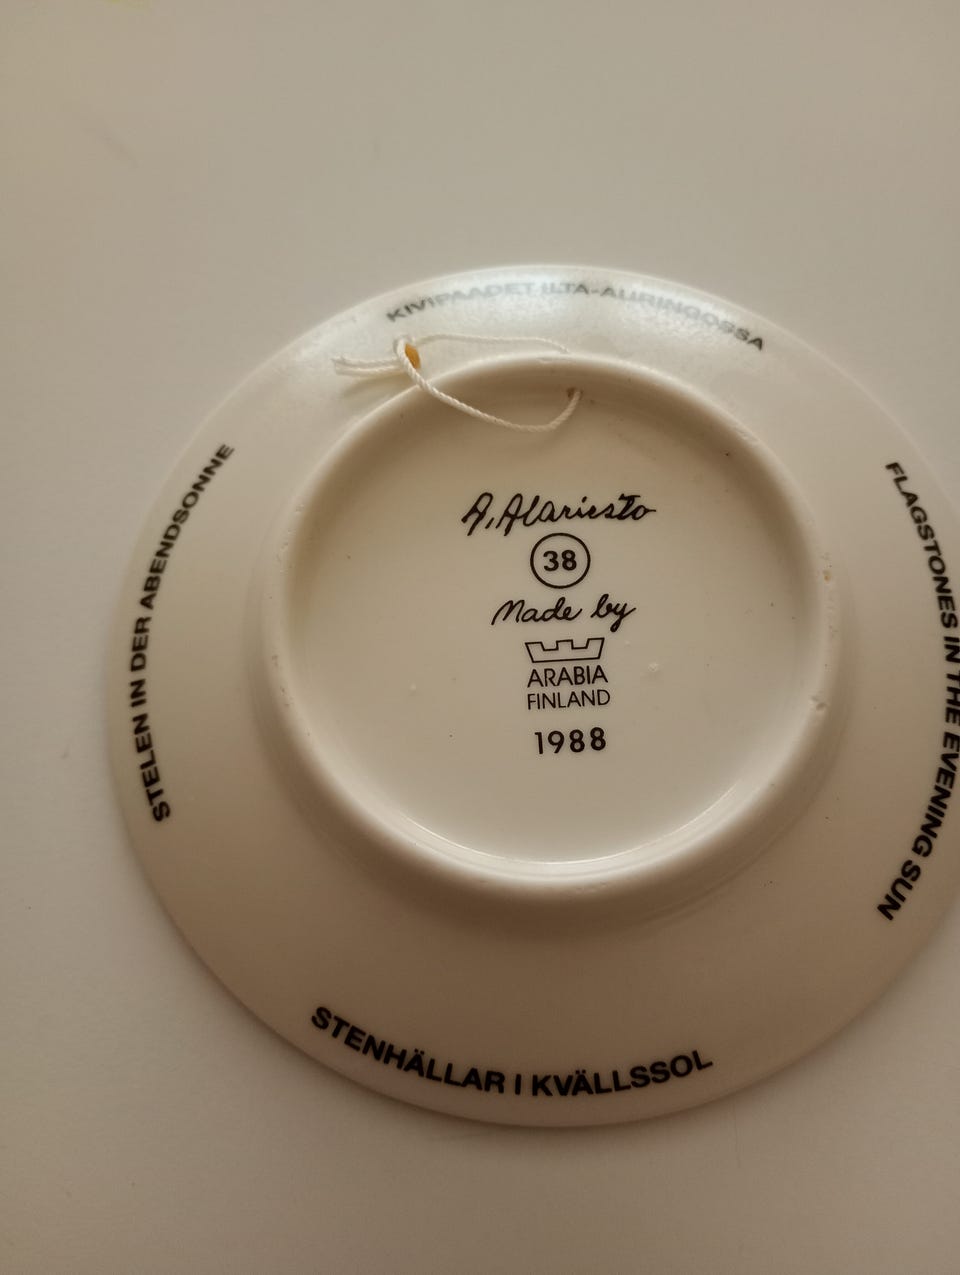 KIVIPAADET ILTA-AURINGOSSA
STELEN IN DER ABENDSONNE
FLAGSTONES IN THE EVENING SUN
A. Alariesto
38
Made by
ARABIA
FINLAND
1988
STENHÄLLAR I KVÄLLSSOL